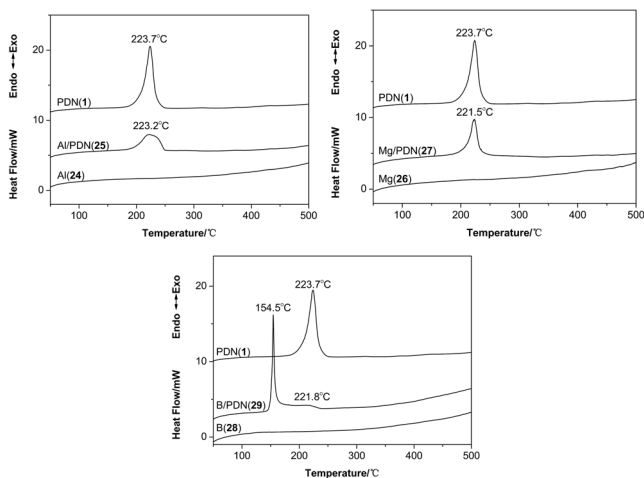 Heat Flow/mW Endo ↔ Exo
20
10
0
223.7°C
PDN(1)
223.2°C
Al/PDN(25)
Al(24)
100 200 300 400 500
Temperature/℃
Heat Flow/mW Endo ↔ Exo
20
10
0
223.7°C
PDN(1)
221.5°C
Mg/PDN(27)
Mg(26)
100 200 300 400 500
Temperature/℃
Heat Flow/mW Endo ↔ Exo
20
10
0
223.7°C
154.5°C
PDN(1)
221.8°C
B/PDN(29)
B(28)
100 200 300 400 500
Temperature/℃